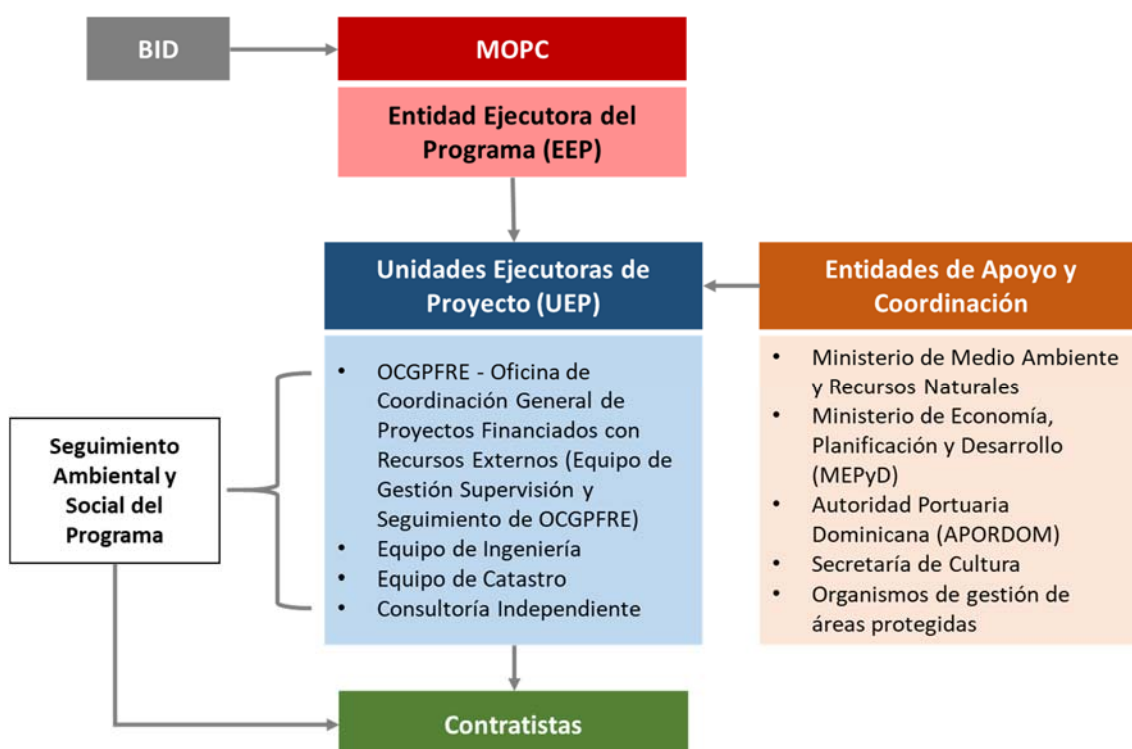 BID
MOPC
Entidad Ejecutora del
Programa (EEP)
Unidades Ejecutoras de
Proyecto (UEP)
Entidades de Apoyo y
Coordinación
• OCGPFRE - Oficina de
Coordinación General de
Proyectos Financiados con
Recursos Externos (Equipo de
Gestión Supervisión y
Seguimiento de OCGPFRE)
• Equipo de Ingeniería
• Equipo de Catastro
• Consultoría Independiente
• Ministerio de Medio Ambiente
y Recursos Naturales
• Ministerio de Economía,
Planificación y Desarrollo
(MEPyD)
• Autoridad Portuaria
Dominicana (APORDOM)
• Secretaría de Cultura
• Organismos de gestión de
áreas protegidas
Seguimiento
Ambiental y
Social del
Programa
Contratistas